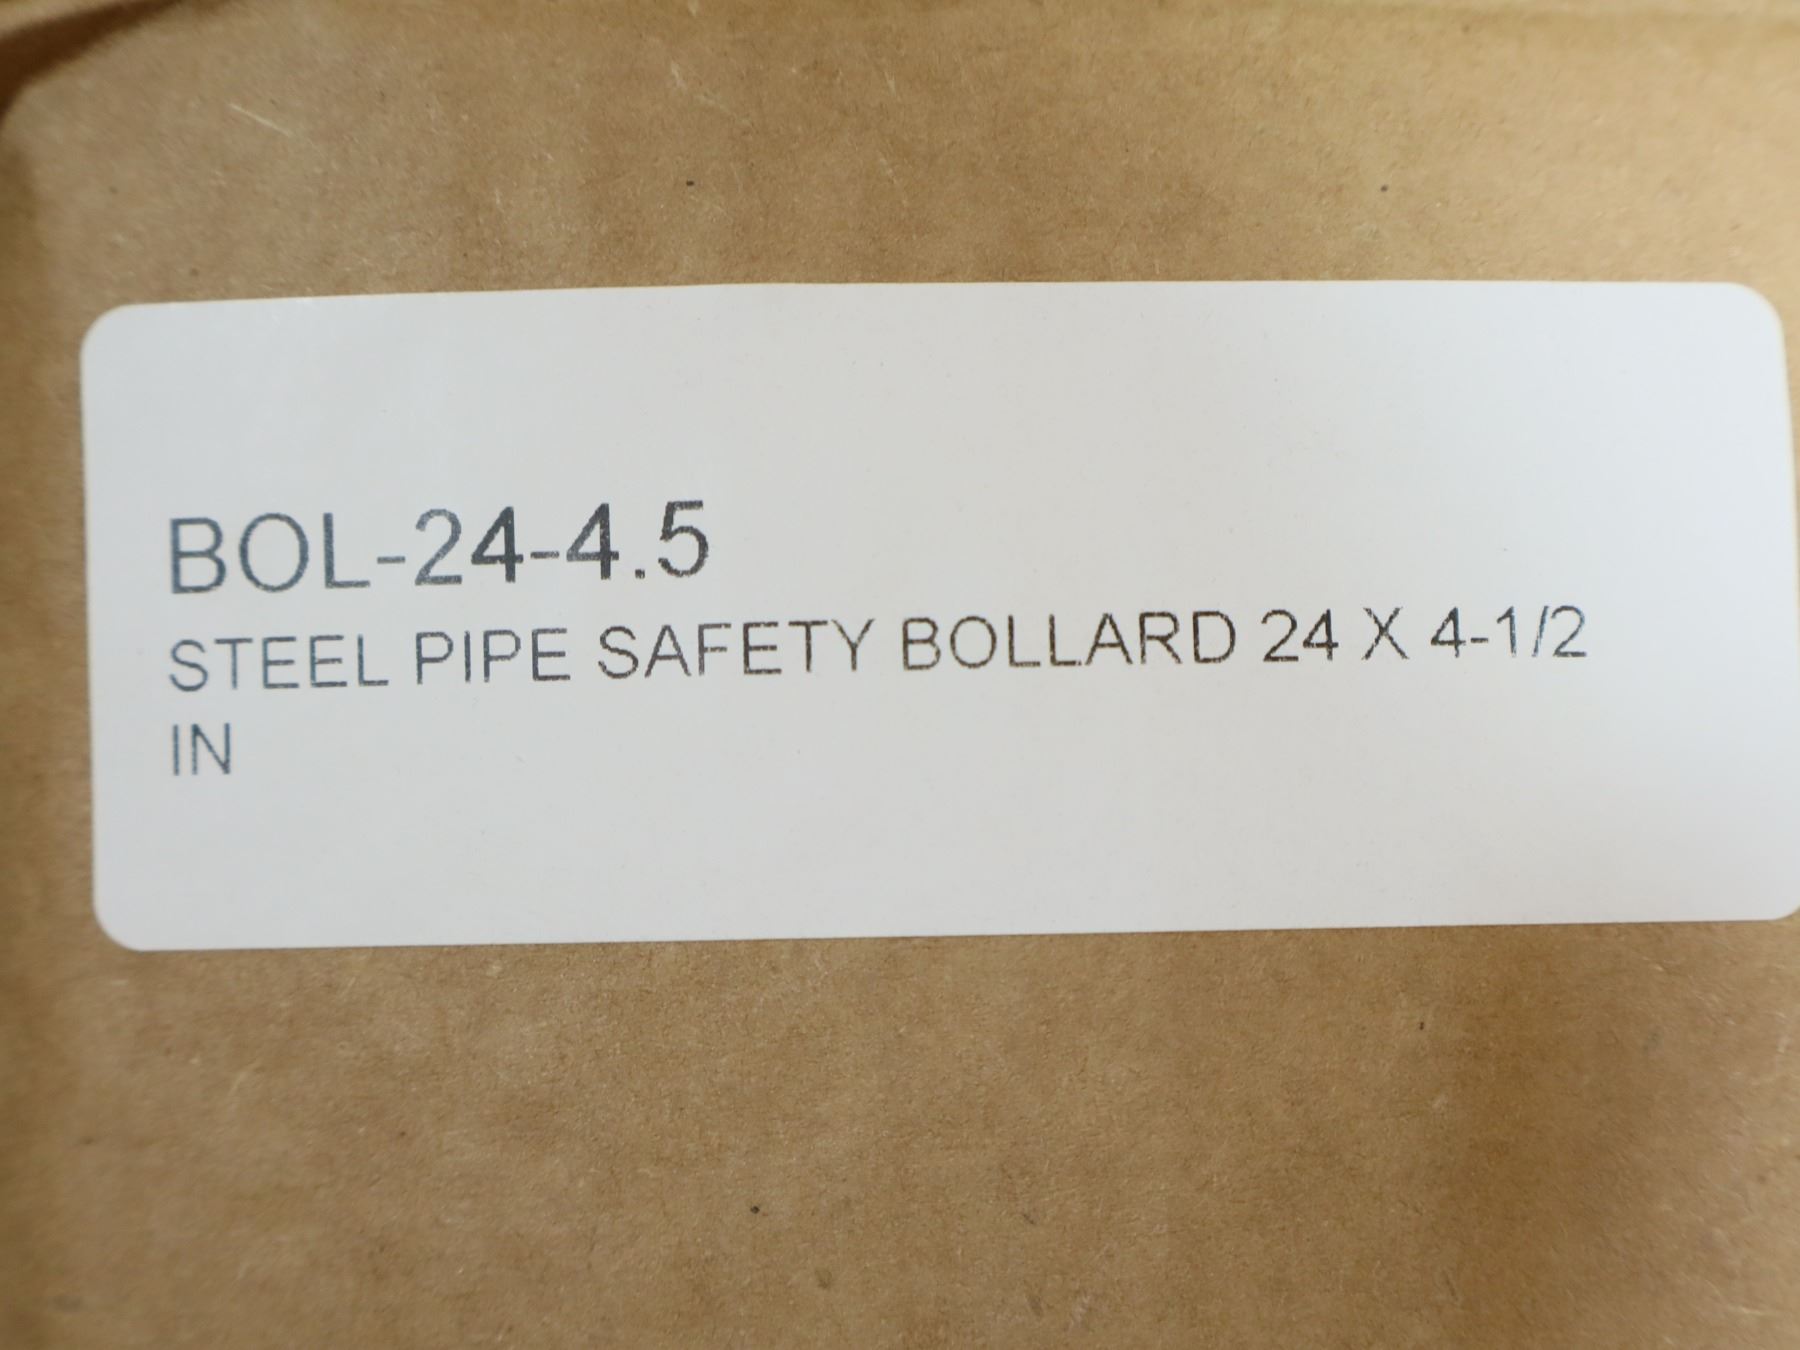 BOL-24-4.5
STEEL PIPE SAFETY BOLLARD 24 X 4-1/2
IN